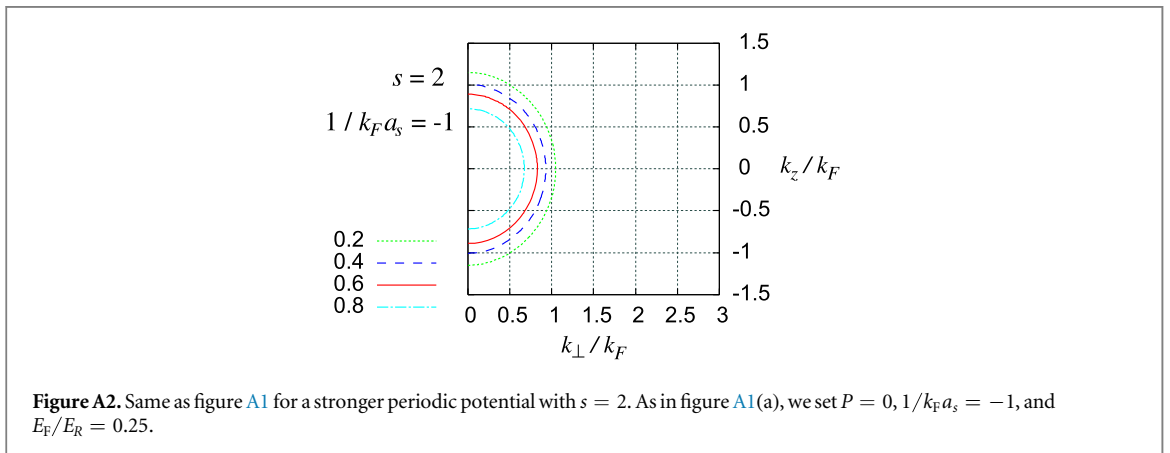 1.5
s = 2
1
1 / k_F a_s = -1
0.5
0
k_z / k_F
-0.5
0.2
0.4
-1
0.6
0.8
-1.5
0 0.5 1 1.5 2 2.5 3
k_⊥ / k_F
Figure A2. Same as figure A1 for a stronger periodic potential with s = 2. As in figure A1(a), we set P = 0, 1/k_F a_s = −1, and
E_F/E_R = 0.25.